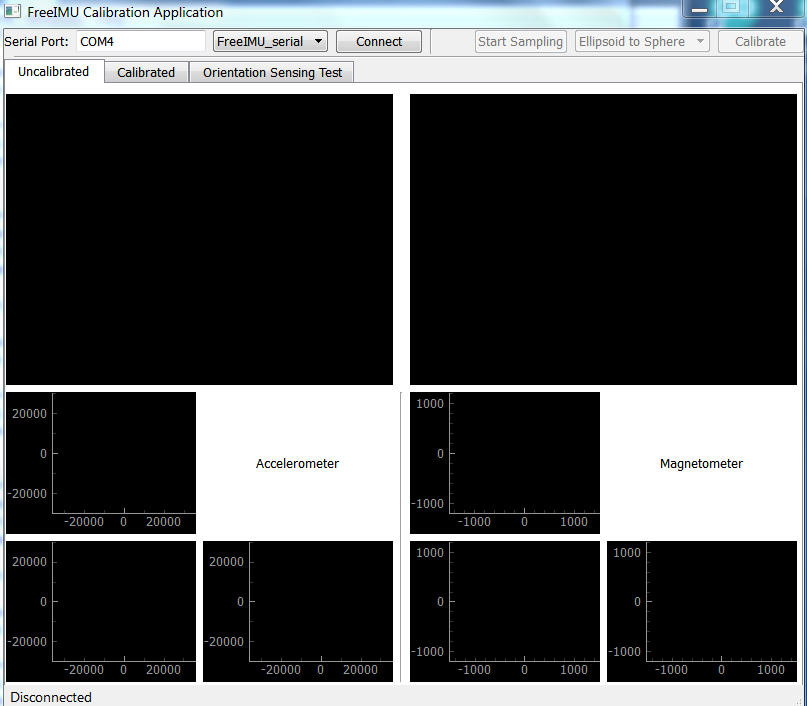 FreeIMU Calibration Application
Serial Port: COM4 FreeIMU_serial Connect Start Sampling Ellipsoid to Sphere Calibrate
Uncalibrated Calibrated Orientation Sensing Test
20000
0
-20000
-20000 0 20000
Accelerometer
1000
0
-1000
-1000 0 1000
Magnetometer
20000
0
-20000
-20000 0 20000
20000
0
-20000
-20000 0 20000
1000
0
-1000
-1000 0 1000
1000
0
-1000
-1000 0 1000
Disconnected